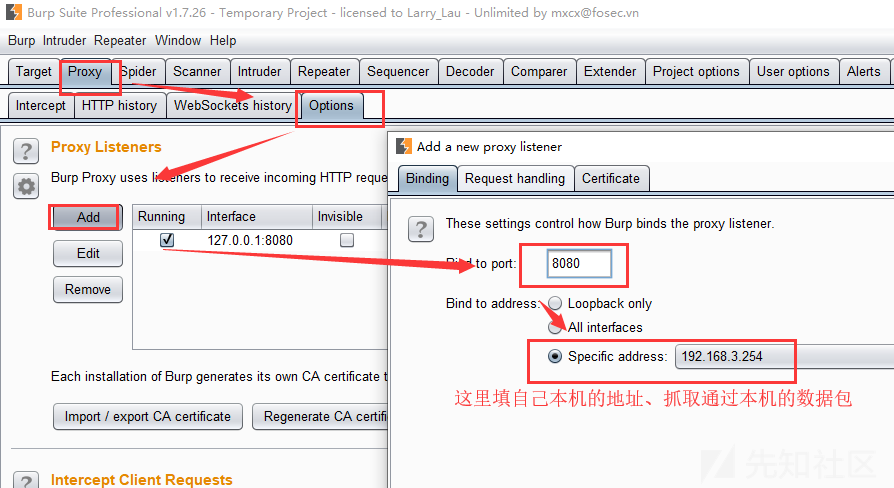 Burp Suite Professional v1.7.26 - Temporary Project - licensed to Larry_Lau - Unlimited by mxcx@fosec.vn
Burp Intruder Repeater Window Help
Target Proxy Spider Scanner Intruder Repeater Sequencer Decoder Comparer Extender Project options User options Alerts
Intercept HTTP history WebSockets history Options
Proxy Listeners
Burp Proxy uses listeners to receive incoming HTTP reque
Add
Edit
Remove
Running Interface Invisible
127.0.0.1:8080
Each installation of Burp generates its own CA certificate t
Import / export CA certificate Regenerate CA certifi
Intercept Client Requests
Add a new proxy listener
Binding Request handling Certificate
These settings control how Burp binds the proxy listener.
Bind to port: 8080
Bind to address: Loopback only
All interfaces
Specific address: 192.168.3.254
这里填自己本机的地址、抓取通过本机的数据包
先知社区